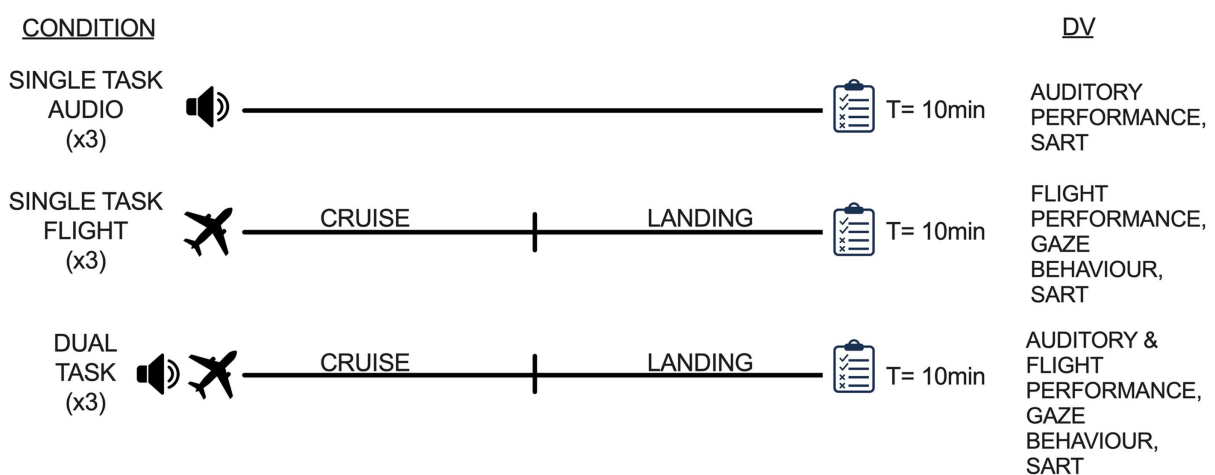 CONDITION
DV
SINGLE TASK
AUDIO
(x3)
T= 10min
AUDITORY
PERFORMANCE,
SART
SINGLE TASK
FLIGHT
(x3)
CRUISE
LANDING
T= 10min
FLIGHT
PERFORMANCE,
GAZE
BEHAVIOUR,
SART
DUAL
TASK
(x3)
CRUISE
LANDING
T= 10min
AUDITORY &
FLIGHT
PERFORMANCE,
GAZE
BEHAVIOUR,
SART